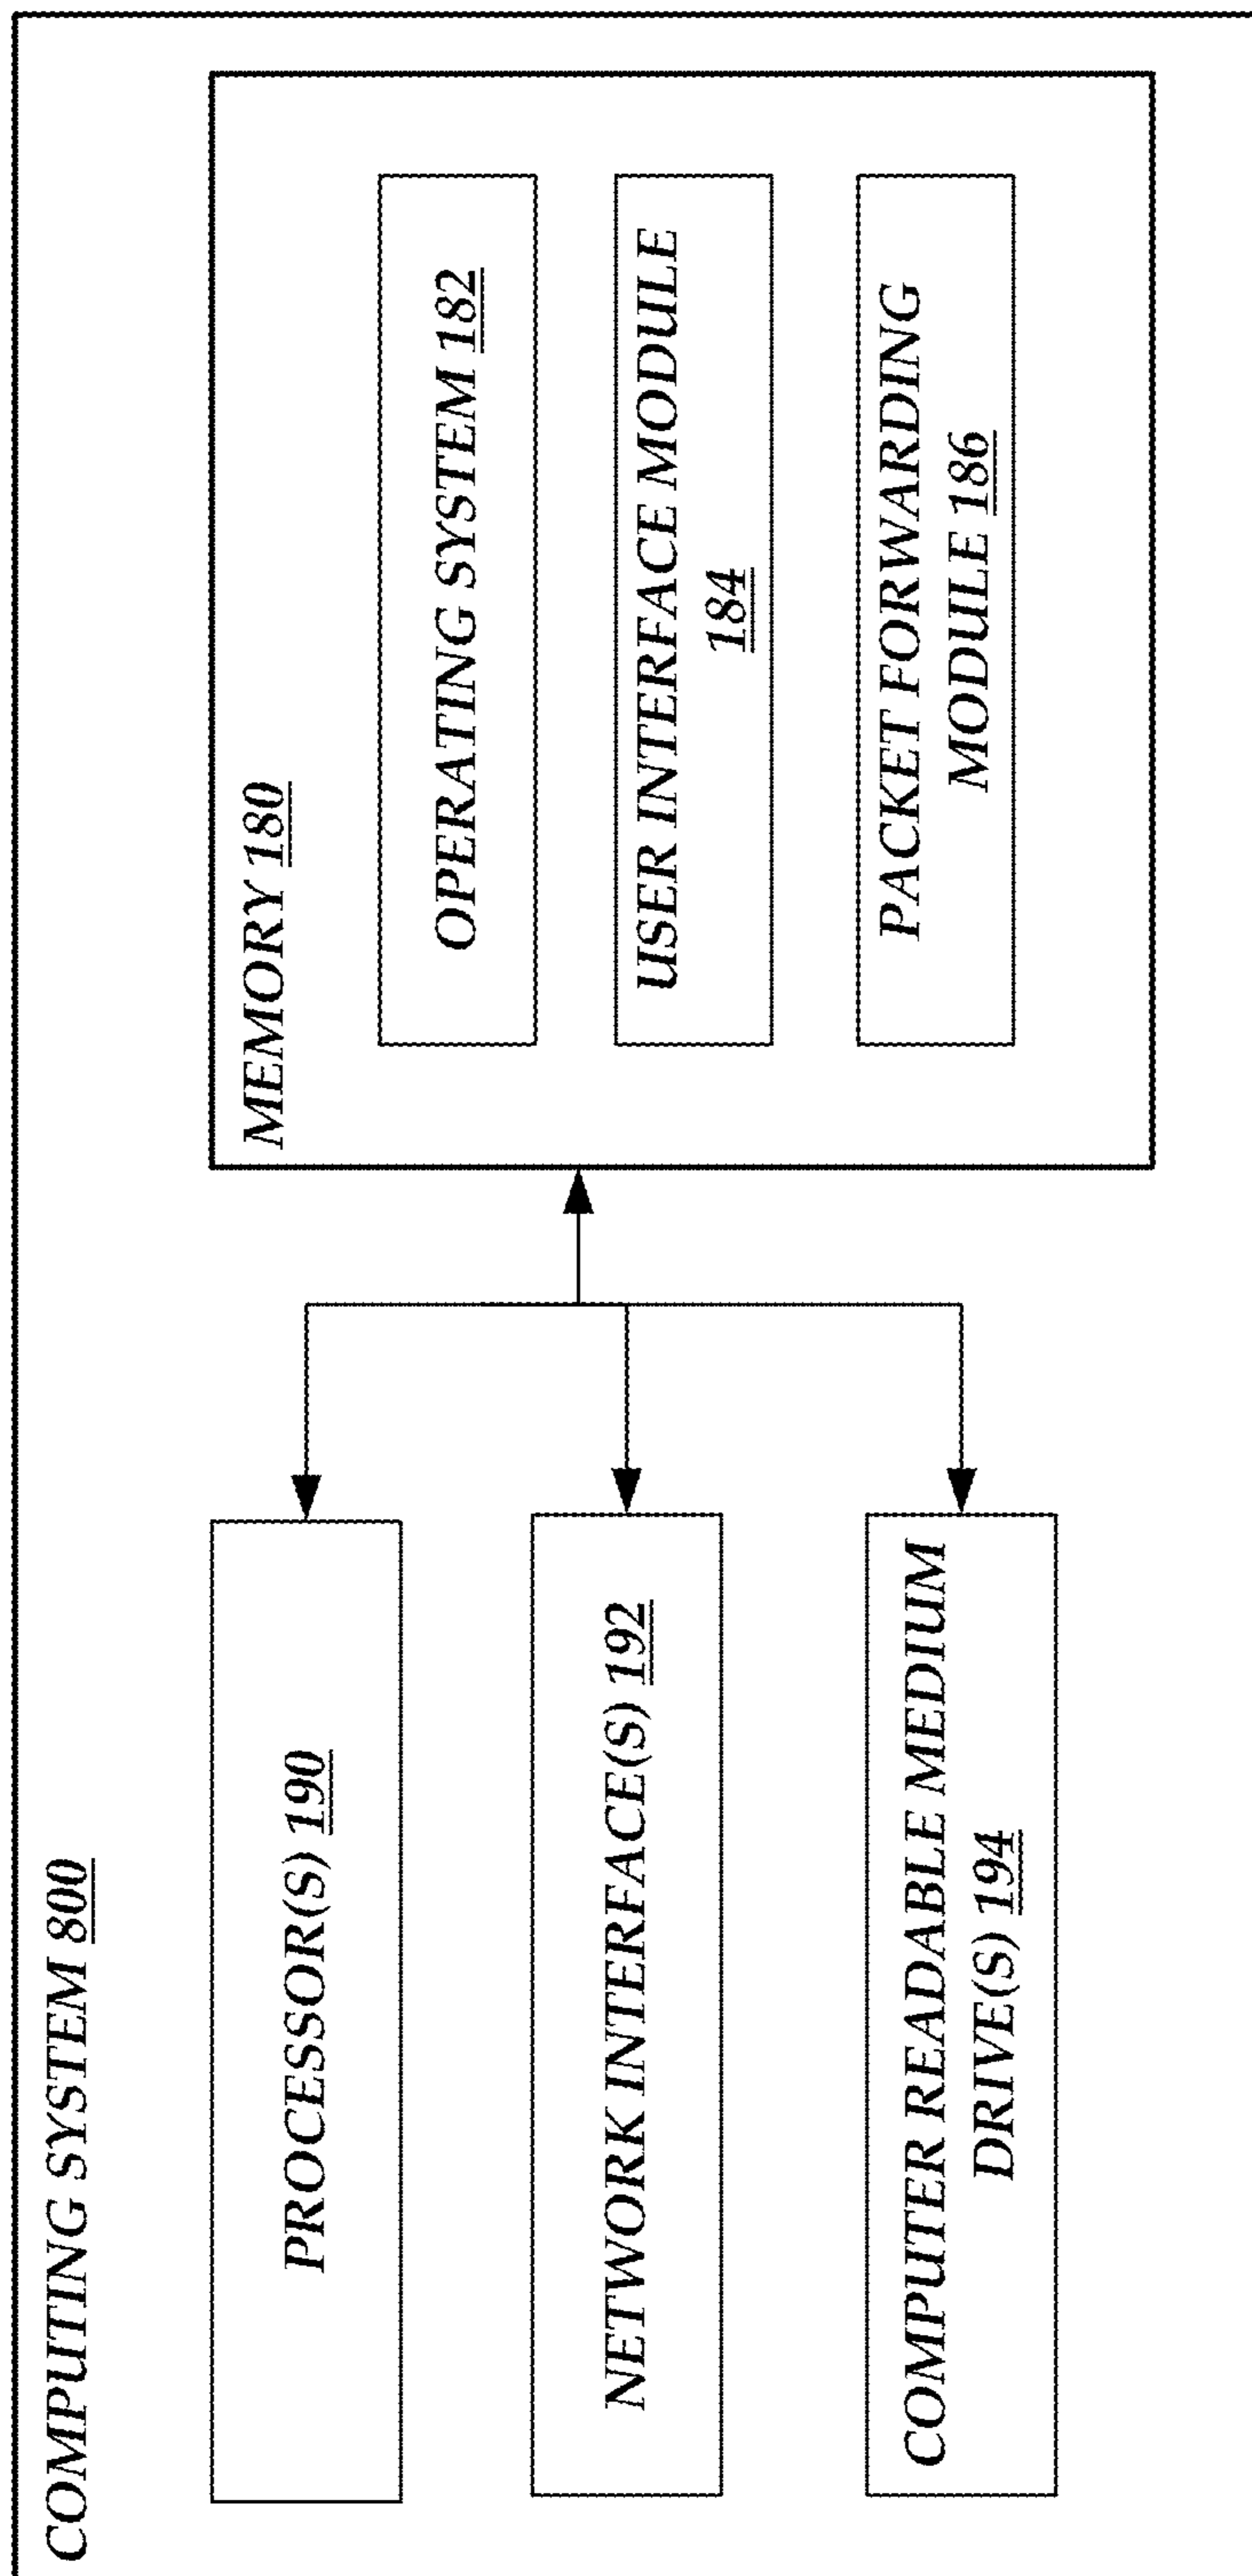 COMPUTING SYSTEM 800
PROCESSOR(S) 190
NETWORK INTERFACE(S) 192
COMPUTER READABLE MEDIUM
DRIVE(S) 194
MEMORY 180
OPERATING SYSTEM 182
USER INTERFACE MODULE
184
PACKET FORWARDING
MODULE 186